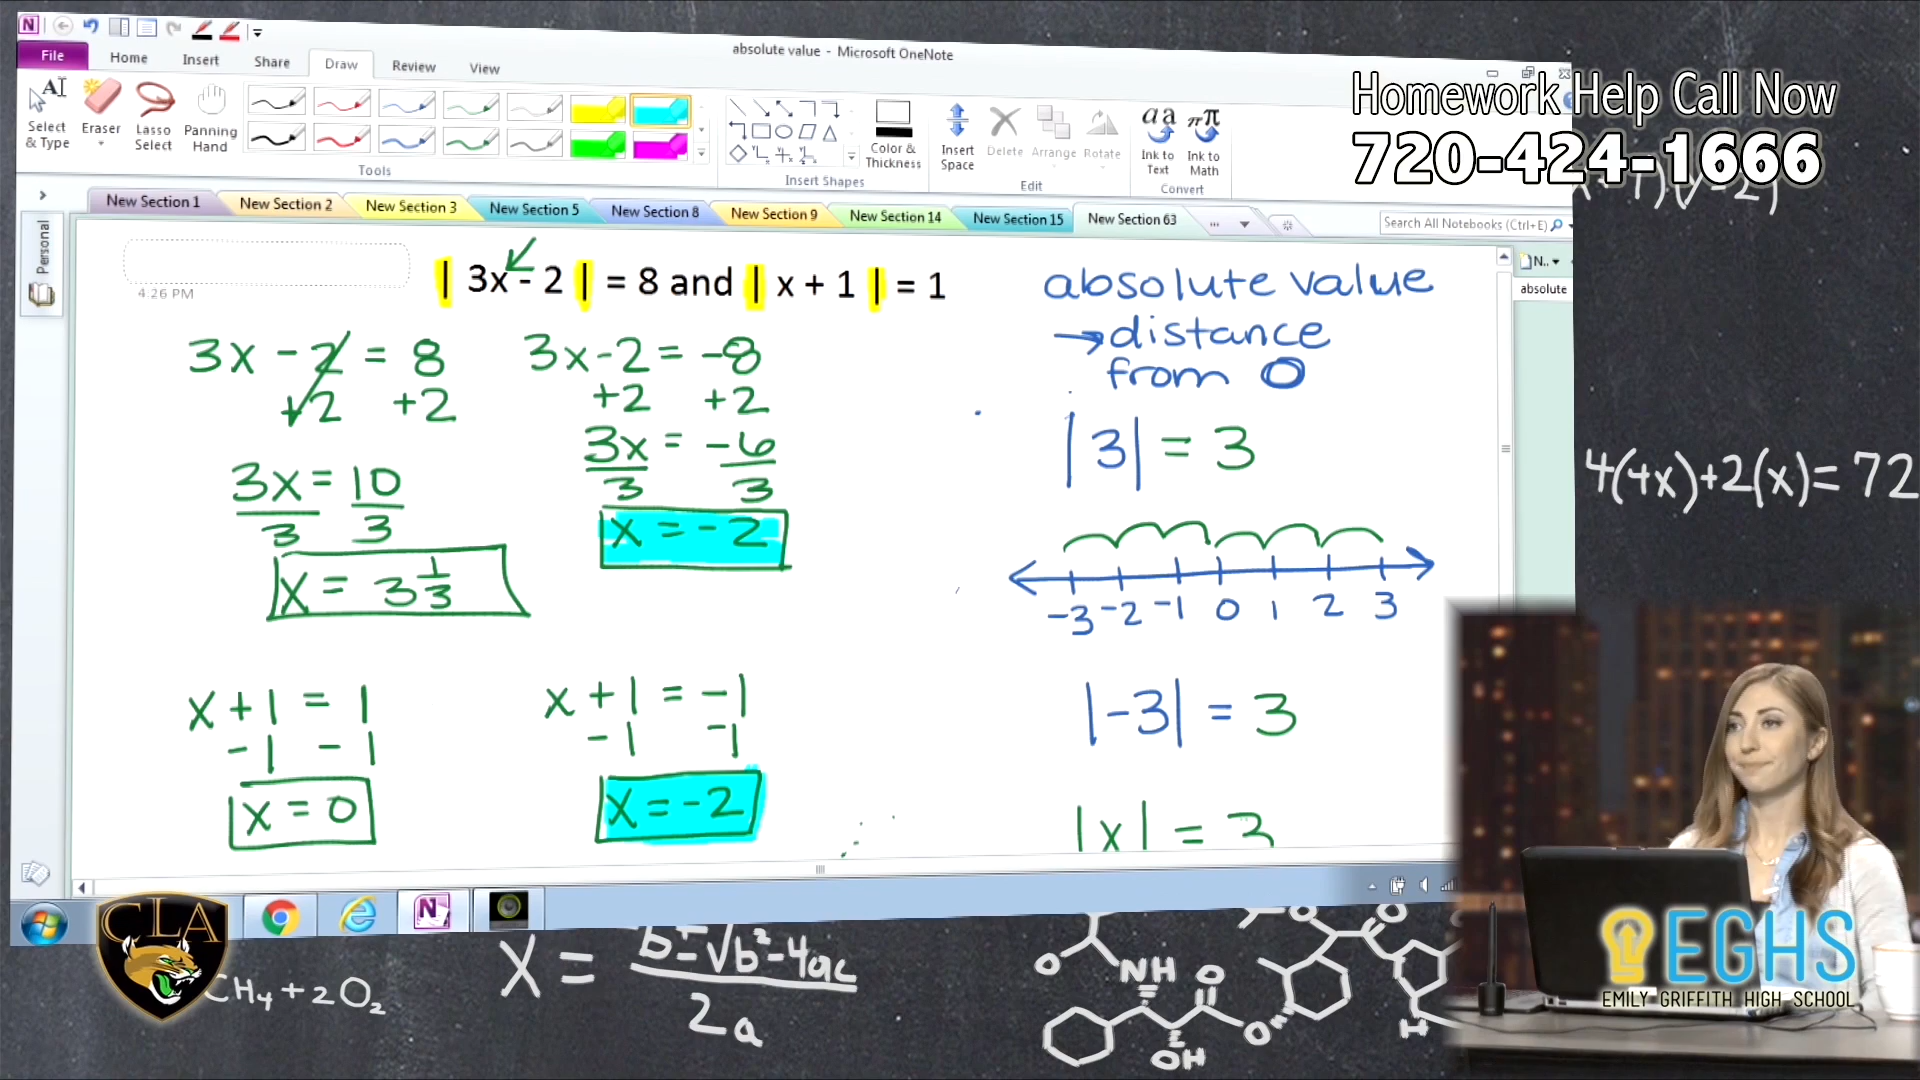 absolute value - Microsoft OneNote
File Home Insert Share Draw Review View
Select & Type
Eraser
Lasso Select
Panning Hand
Color & Thickness
Insert Space
Delete
Arrange
Rotate
Ink to Text
Ink to Math
Tools
Insert Shapes
Edit
Convert
Homework Help Call Now
720-424-1666
New Section 1 New Section 2 New Section 3 New Section 5 New Section 8 New Section 9 New Section 14 New Section 15 New Section 63 ...
Search All Notebooks (Ctrl+E)
Personal
N..
absolute
4:26 PM
| 3x - 2 | = 8 and | x + 1 | = 1
3x - 2 = 8
+2 +2
3x = 10
3 3
x = 3 1/3
3x - 2 = -8
+2 +2
3x = -6
3 3
x = -2
x + 1 = 1
-1 -1
x = 0
x + 1 = -1
-1 -1
x = -2
absolute value
→ distance
from 0
|3| = 3
-3 -2 -1 0 1 2 3
|-3| = 3
|x| = 3
4(4x)+2(x)= 72
CLA
CH4 + 2O2
X = b±√b²-4ac
2a
O NH O O
O
OH H
EGHS
EMILY GRIFFITH HIGH SCHOOL